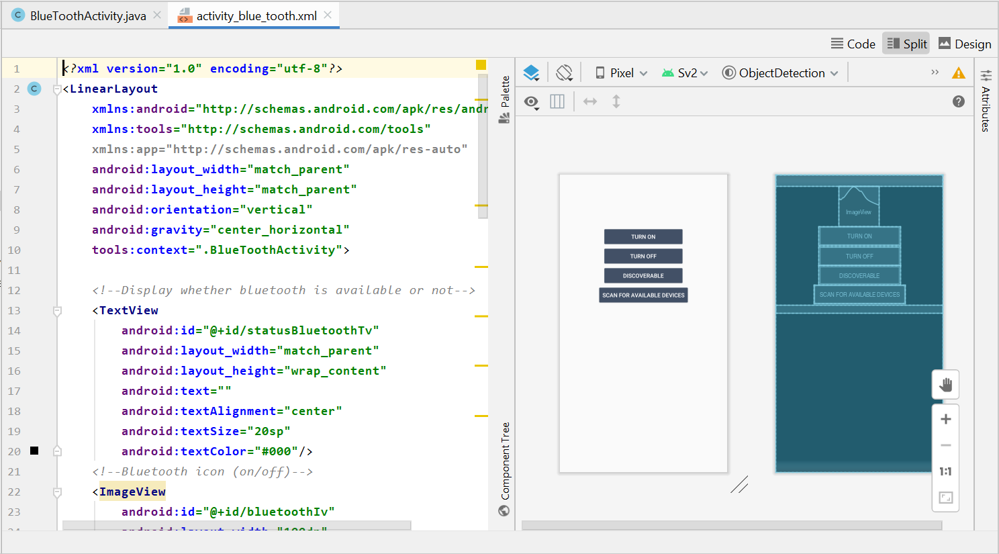 BlueToothActivity.java
activity_blue_tooth.xml
Code
Split
Design
1 <?xml version="1.0" encoding="utf-8"?>
2 <LinearLayout
3 xmlns:android="http://schemas.android.com/apk/res/andr
4 xmlns:tools="http://schemas.android.com/tools"
5 xmlns:app="http://schemas.android.com/apk/res-auto"
6 android:layout_width="match_parent"
7 android:layout_height="match_parent"
8 android:orientation="vertical"
9 android:gravity="center_horizontal"
10 tools:context=".BlueToothActivity">
11
12 <!--Display whether bluetooth is available or not-->
13 <TextView
14 android:id="@+id/statusBluetoothTv"
15 android:layout_width="match_parent"
16 android:layout_height="wrap_content"
17 android:text=""
18 android:textAlignment="center"
19 android:textSize="20sp"
20 android:textColor="#000"/>
21 <!--Bluetooth icon (on/off)-->
22 <ImageView
23 android:id="@+id/bluetoothIv"
Palette
Component Tree
Pixel
Sv2
ObjectDetection
Attributes
TURN ON
TURN OFF
DISCOVERABLE
SCAN FOR AVAILABLE DEVICES
ImageView
TURN ON
TURN OFF
DISCOVERABLE
SCAN FOR AVAILABLE DEVICES
1:1